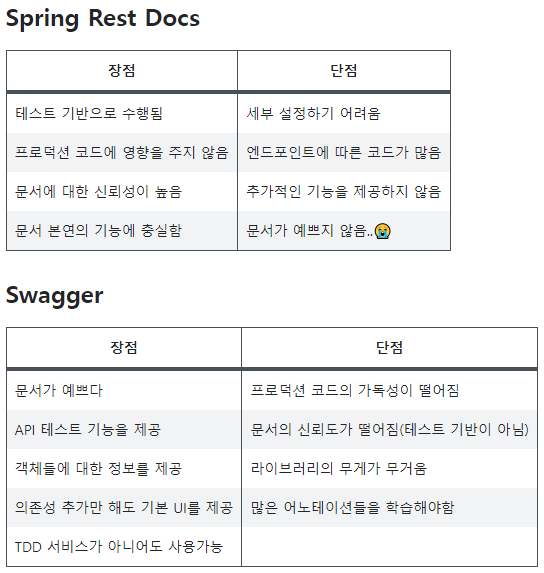 Spring Rest Docs
장점 단점
테스트 기반으로 수행됨 세부 설정하기 어려움
프로덕션 코드에 영향을 주지 않음 엔드포인트에 따른 코드가 많음
문서에 대한 신뢰성이 높음 추가적인 기능을 제공하지 않음
문서 본연의 기능에 충실함 문서가 예쁘지 않음..😭
Swagger
장점 단점
문서가 예쁘다 프로덕션 코드의 가독성이 떨어짐
API 테스트 기능을 제공 문서의 신뢰도가 떨어짐(테스트 기반이 아님)
객체들에 대한 정보를 제공 라이브러리의 무게가 무거움
의존성 추가만 해도 기본 UI를 제공 많은 어노테이션들을 학습해야함
TDD 서비스가 아니어도 사용가능